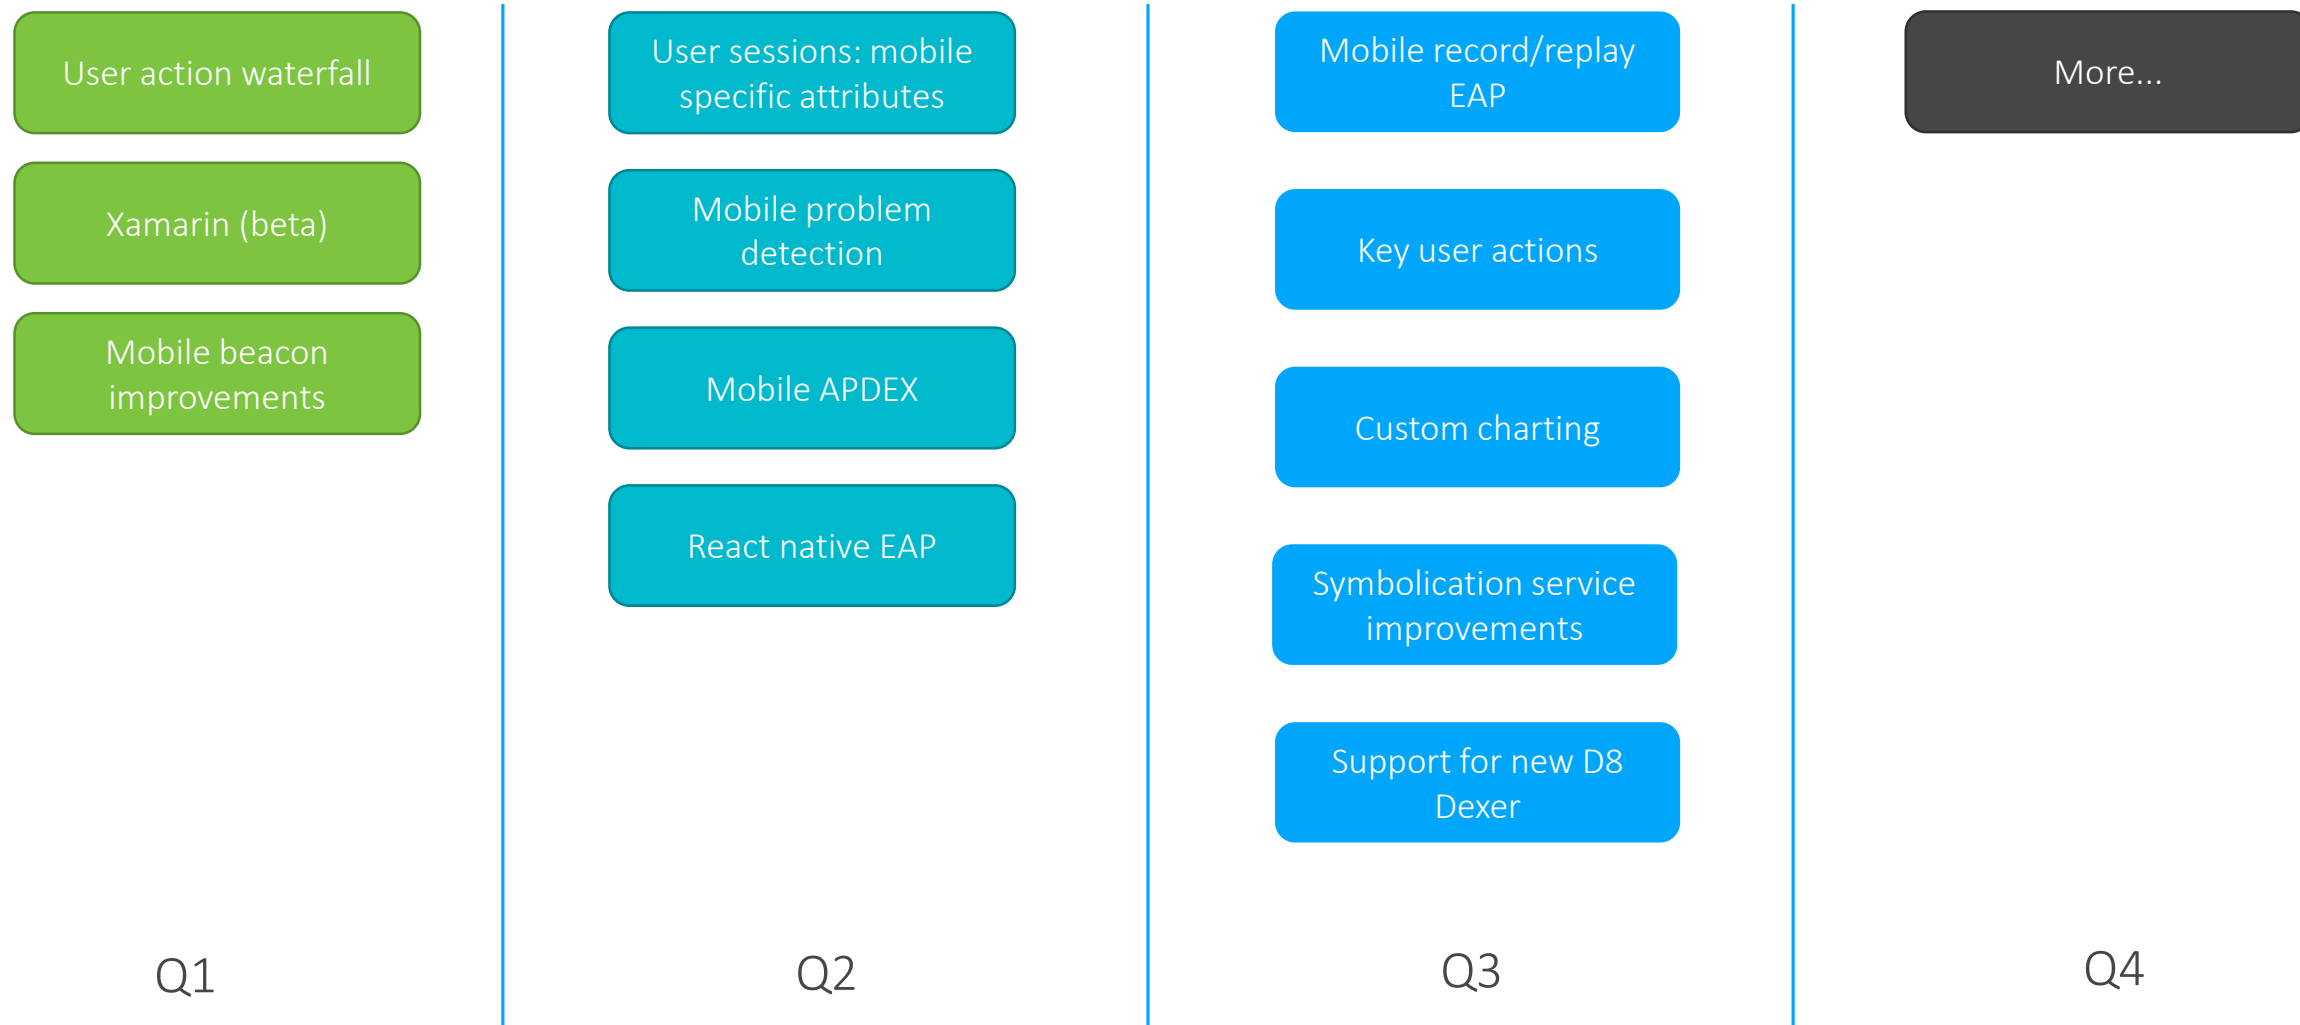 User action waterfall
Xamarin (beta)
Mobile beacon
improvements
Q1
User sessions: mobile
specific attributes
Mobile problem
detection
Mobile APDEX
React native EAP
Q2
Mobile record/replay
EAP
Key user actions
Custom charting
Symbolication service
improvements
Support for new D8
Dexer
Q3
More...
Q4